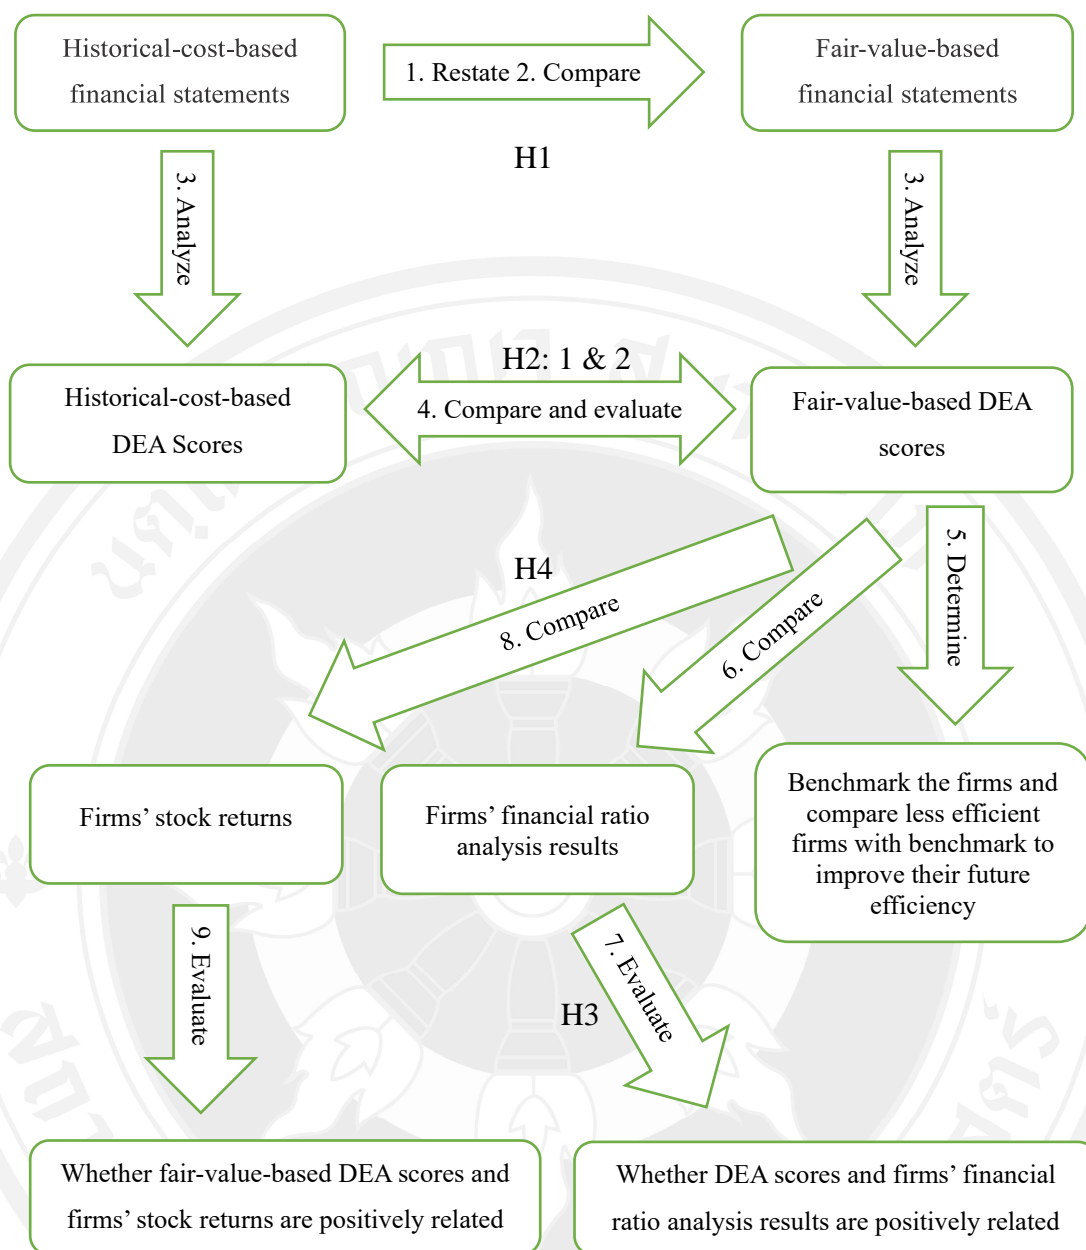 Historical-cost-based
financial statements
1. Restate 2. Compare
Fair-value-based
financial statements
H1
3. Analyze
3. Analyze
Historical-cost-based
DEA Scores
H2: 1 & 2
4. Compare and evaluate
Fair-value-based DEA
scores
H4
8. Compare
6. Compare
5. Determine
Firms’ stock returns
Firms’ financial ratio
analysis results
Benchmark the firms and
compare less efficient
firms with benchmark to
improve their future
efficiency
9. Evaluate
7. Evaluate
H3
Whether fair-value-based DEA scores and
firms’ stock returns are positively related
Whether DEA scores and firms’ financial
ratio analysis results are positively related